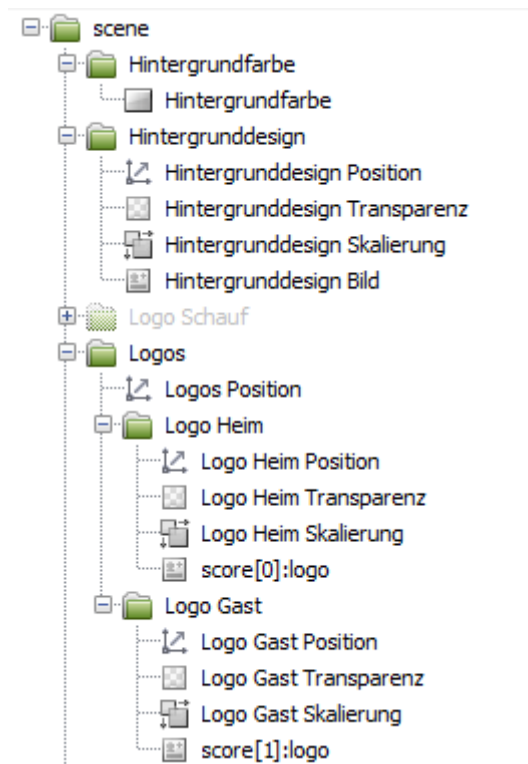 scene
Hintergrundfarbe
Hintergrundfarbe
Hintergrunddesign
Hintergrunddesign Position
Hintergrunddesign Transparenz
Hintergrunddesign Skalierung
Hintergrunddesign Bild
Logo Schauf
Logos
Logos Position
Logo Heim
Logo Heim Position
Logo Heim Transparenz
Logo Heim Skalierung
score[0]:logo
Logo Gast
Logo Gast Position
Logo Gast Transparenz
Logo Gast Skalierung
score[1]:logo